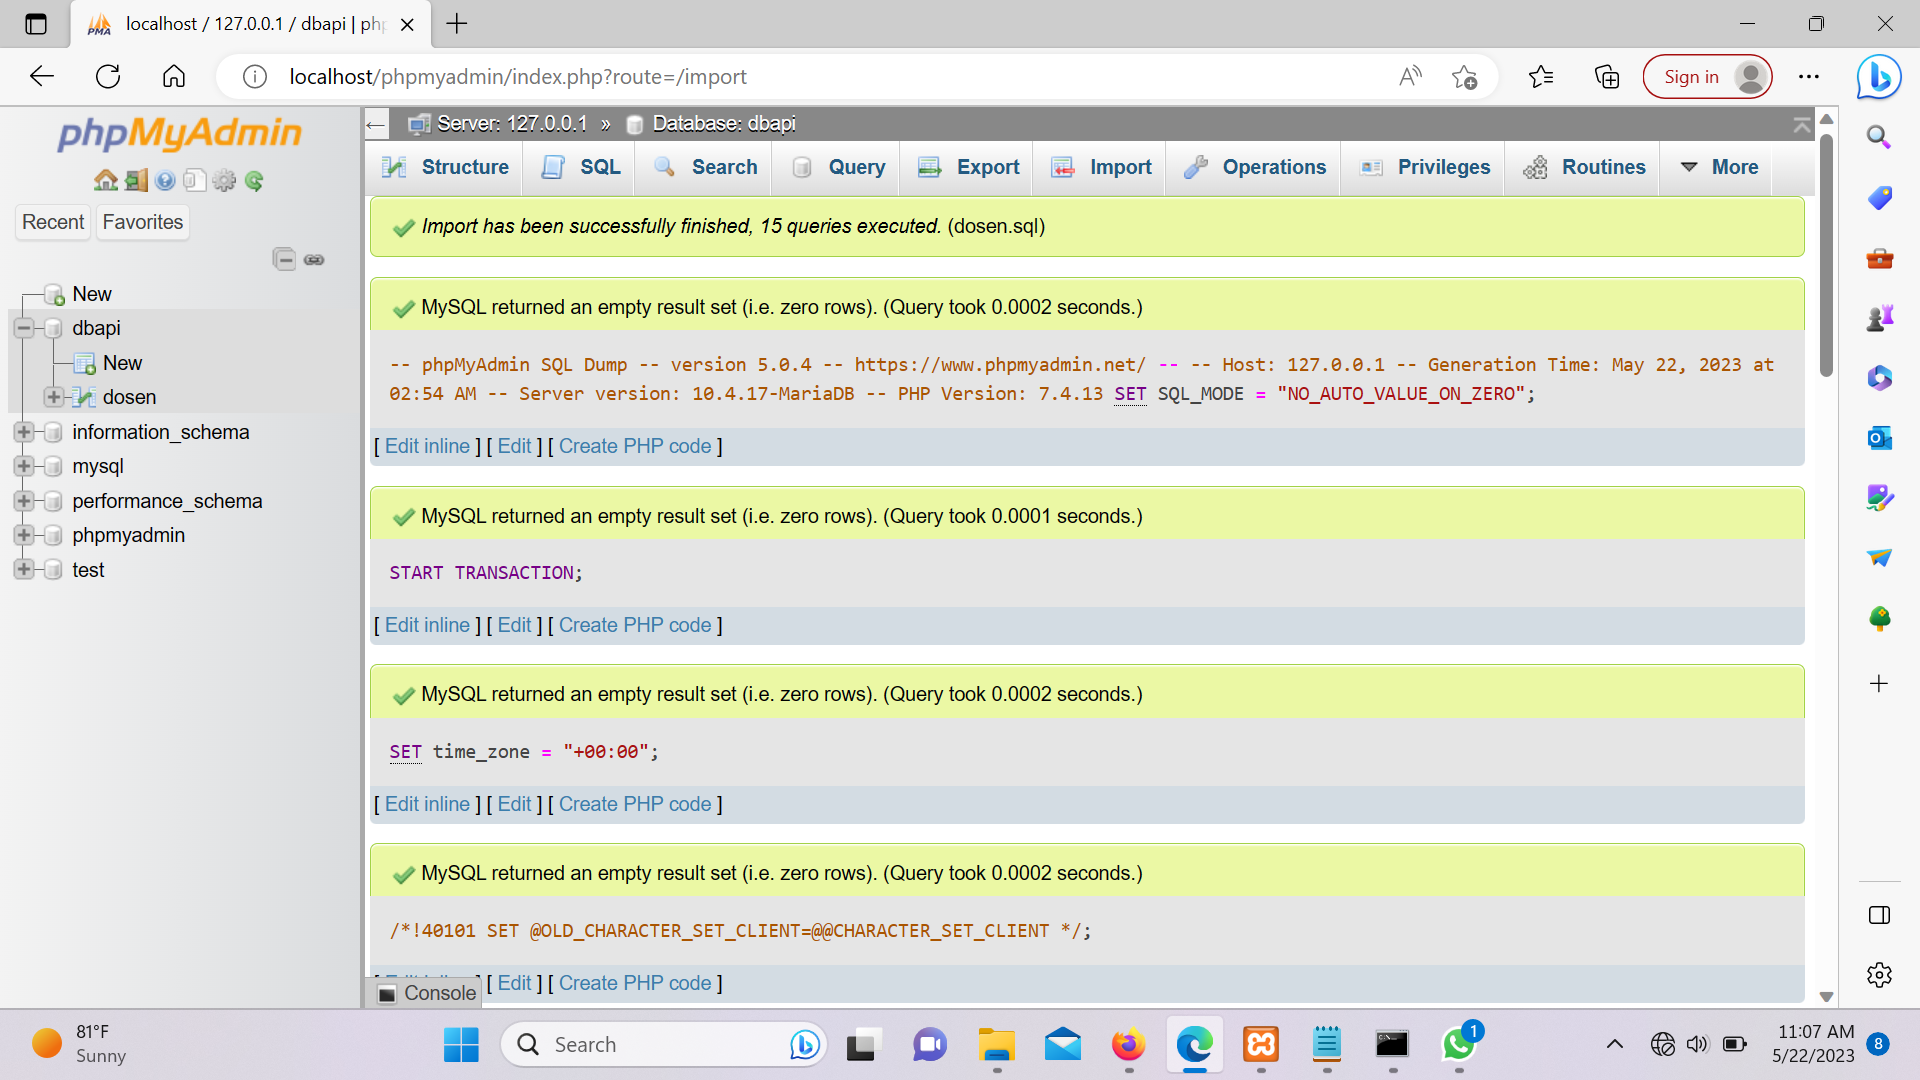 localhost / 127.0.0.1 / dbapi | php
localhost/phpmyadmin/index.php?route=/import
Sign in
phpMyAdmin
Recent
Favorites
New
dbapi
New
dosen
information_schema
mysql
performance_schema
phpmyadmin
test
Server: 127.0.0.1 » Database: dbapi
Structure SQL Search Query Export Import Operations Privileges Routines More
Import has been successfully finished, 15 queries executed. (dosen.sql)
MySQL returned an empty result set (i.e. zero rows). (Query took 0.0002 seconds.)
-- phpMyAdmin SQL Dump -- version 5.0.4 -- https://www.phpmyadmin.net/ -- -- Host: 127.0.0.1 -- Generation Time: May 22, 2023 at
02:54 AM -- Server version: 10.4.17-MariaDB -- PHP Version: 7.4.13 SET SQL_MODE = "NO_AUTO_VALUE_ON_ZERO";
[ Edit inline ] [ Edit ] [ Create PHP code ]
MySQL returned an empty result set (i.e. zero rows). (Query took 0.0001 seconds.)
START TRANSACTION;
[ Edit inline ] [ Edit ] [ Create PHP code ]
MySQL returned an empty result set (i.e. zero rows). (Query took 0.0002 seconds.)
SET time_zone = "+00:00";
[ Edit inline ] [ Edit ] [ Create PHP code ]
MySQL returned an empty result set (i.e. zero rows). (Query took 0.0002 seconds.)
/*!40101 SET @OLD_CHARACTER_SET_CLIENT=@@CHARACTER_SET_CLIENT */;
[ Edit inline ] [ Edit ] [ Create PHP code ]
Console
81°F
Sunny
Search
1
11:07 AM
5/22/2023
8